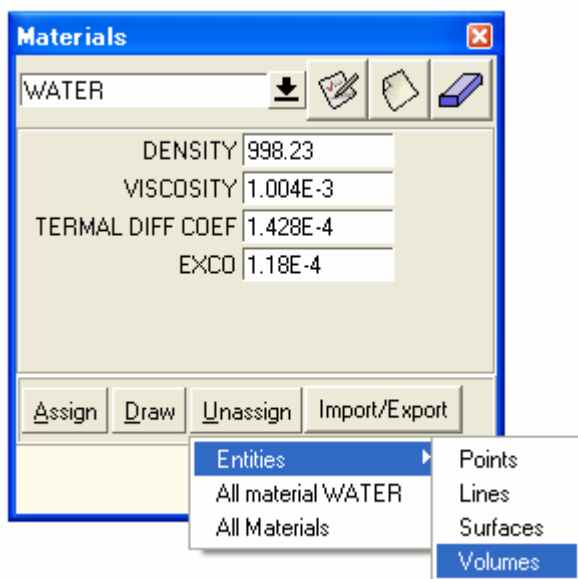 Materials
WATER
DENSITY 998.23
VISCOSITY 1.004E-3
TERMAL DIFF COEF 1.428E-4
EXCO 1.18E-4
Assign Draw Unassign Import/Export
Entities Points
All material WATER Lines
All Materials Surfaces
Volumes